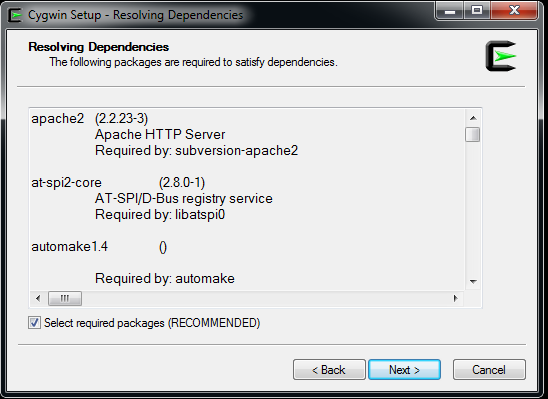 Cygwin Setup - Resolving Dependencies
Resolving Dependencies
The following packages are required to satisfy dependencies.
apache2 (2.2.23-3)
Apache HTTP Server
Required by: subversion-apache2
at-spi2-core (2.8.0-1)
AT-SPI/D-Bus registry service
Required by: libatspi0
automake1.4 ()
Required by: automake
Select required packages (RECOMMENDED)
< Back Next > Cancel